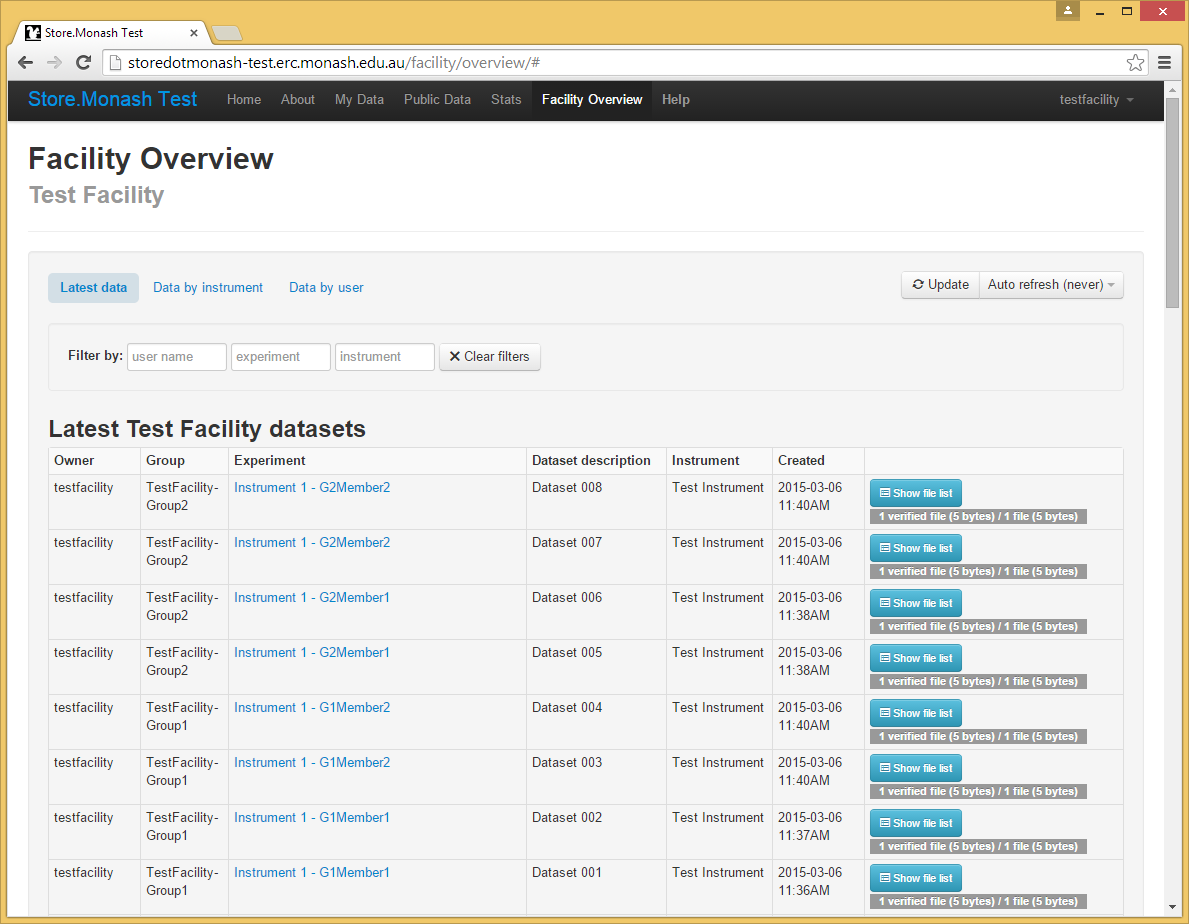 Store.Monash Test
storedotmonash-test.erc.monash.edu.au/facility/overview/#
Store.Monash Test Home About My Data Public Data Stats Facility Overview Help testfacility
Facility Overview
Test Facility
Latest data Data by instrument Data by user Update Auto refresh (never)
Filter by: user name experiment instrument Clear filters
Latest Test Facility datasets
Owner Group Experiment Dataset description Instrument Created
testfacility TestFacility- Instrument 1 - G2Member2 Dataset 008 Test Instrument 2015-03-06 Show file list
Group2 11:40AM 1 verified file (5 bytes) / 1 file (5 bytes)
testfacility TestFacility- Instrument 1 - G2Member2 Dataset 007 Test Instrument 2015-03-06 Show file list
Group2 11:40AM 1 verified file (5 bytes) / 1 file (5 bytes)
testfacility TestFacility- Instrument 1 - G2Member1 Dataset 006 Test Instrument 2015-03-06 Show file list
Group2 11:38AM 1 verified file (5 bytes) / 1 file (5 bytes)
testfacility TestFacility- Instrument 1 - G2Member1 Dataset 005 Test Instrument 2015-03-06 Show file list
Group2 11:38AM 1 verified file (5 bytes) / 1 file (5 bytes)
testfacility TestFacility- Instrument 1 - G1Member2 Dataset 004 Test Instrument 2015-03-06 Show file list
Group1 11:40AM 1 verified file (5 bytes) / 1 file (5 bytes)
testfacility TestFacility- Instrument 1 - G1Member2 Dataset 003 Test Instrument 2015-03-06 Show file list
Group1 11:40AM 1 verified file (5 bytes) / 1 file (5 bytes)
testfacility TestFacility- Instrument 1 - G1Member1 Dataset 002 Test Instrument 2015-03-06 Show file list
Group1 11:37AM 1 verified file (5 bytes) / 1 file (5 bytes)
testfacility TestFacility- Instrument 1 - G1Member1 Dataset 001 Test Instrument 2015-03-06 Show file list
Group1 11:36AM 1 verified file (5 bytes) / 1 file (5 bytes)